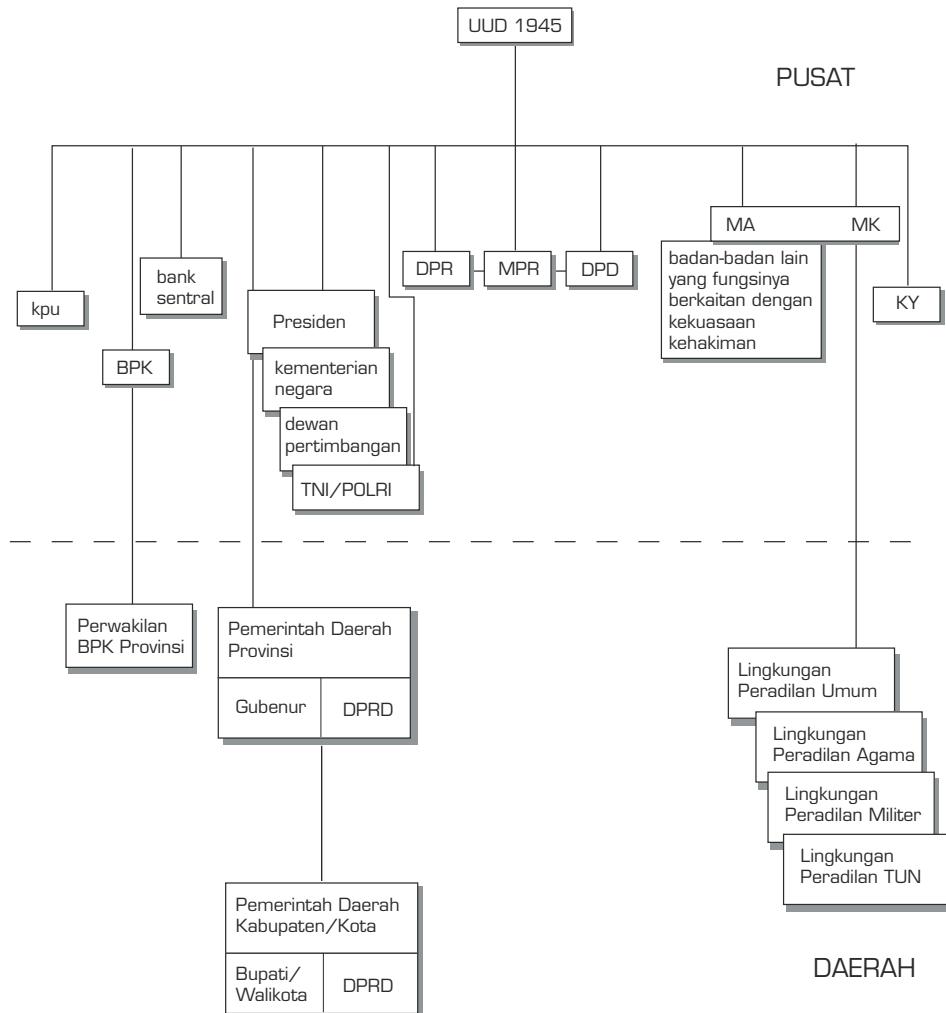 UUD 1945
PUSAT
MA
MK
DPR
MPR
DPD
badan-badan lain
yang fungsinya
berkaitan dengan
kekuasaan
kehakiman
bank
sentral
kpu
KY
Presiden
BPK
kementerian
negara
dewan
pertimbangan
TNI/POLRI
Perwakilan
BPK Provinsi
Pemerintah Daerah
Provinsi
Gubenur
DPRD
Lingkungan
Peradilan Umum
Lingkungan
Peradilan Agama
Lingkungan
Peradilan Militer
Lingkungan
Peradilan TUN
Pemerintah Daerah
Kabupaten/Kota
Bupati/
Walikota
DPRD
DAERAH